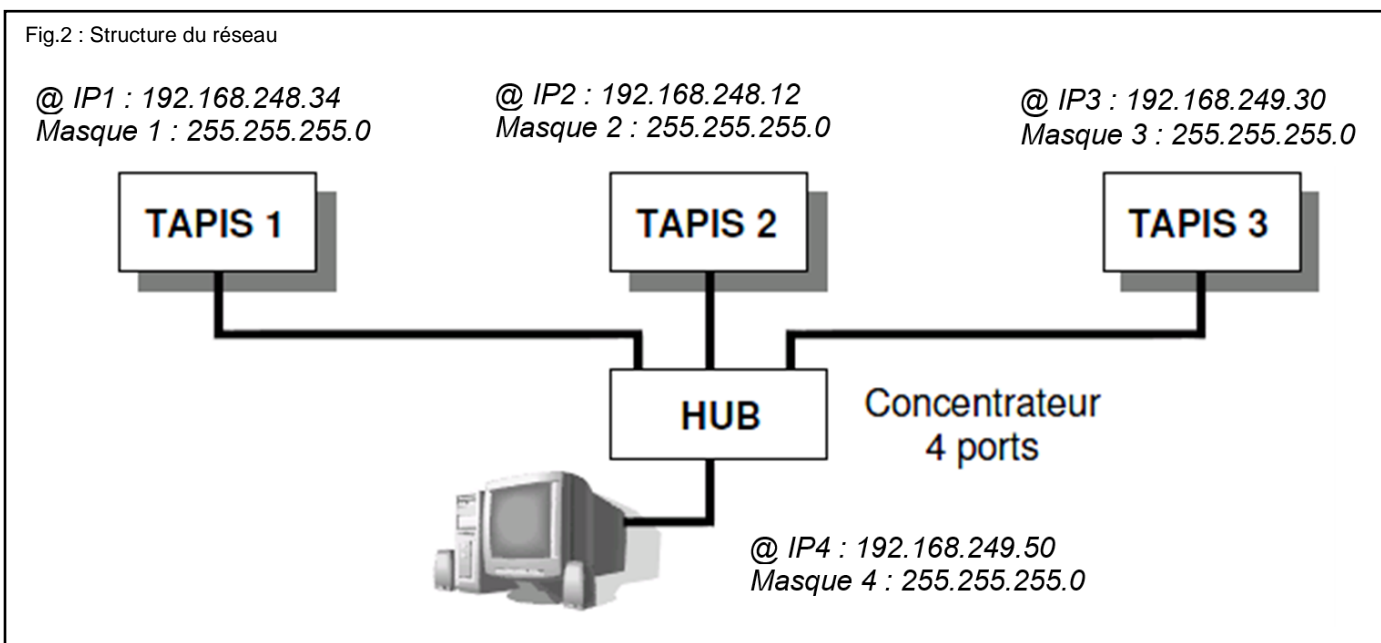 Fig.2 : Structure du réseau
@ IP1 : 192.168.248.34
Masque 1 : 255.255.255.0
@ IP2 : 192.168.248.12
Masque 2 : 255.255.255.0
@ IP3 : 192.168.249.30
Masque 3 : 255.255.255.0
TAPIS 1
TAPIS 2
TAPIS 3
HUB
Concentrateur
4 ports
@ IP4 : 192.168.249.50
Masque 4 : 255.255.255.0